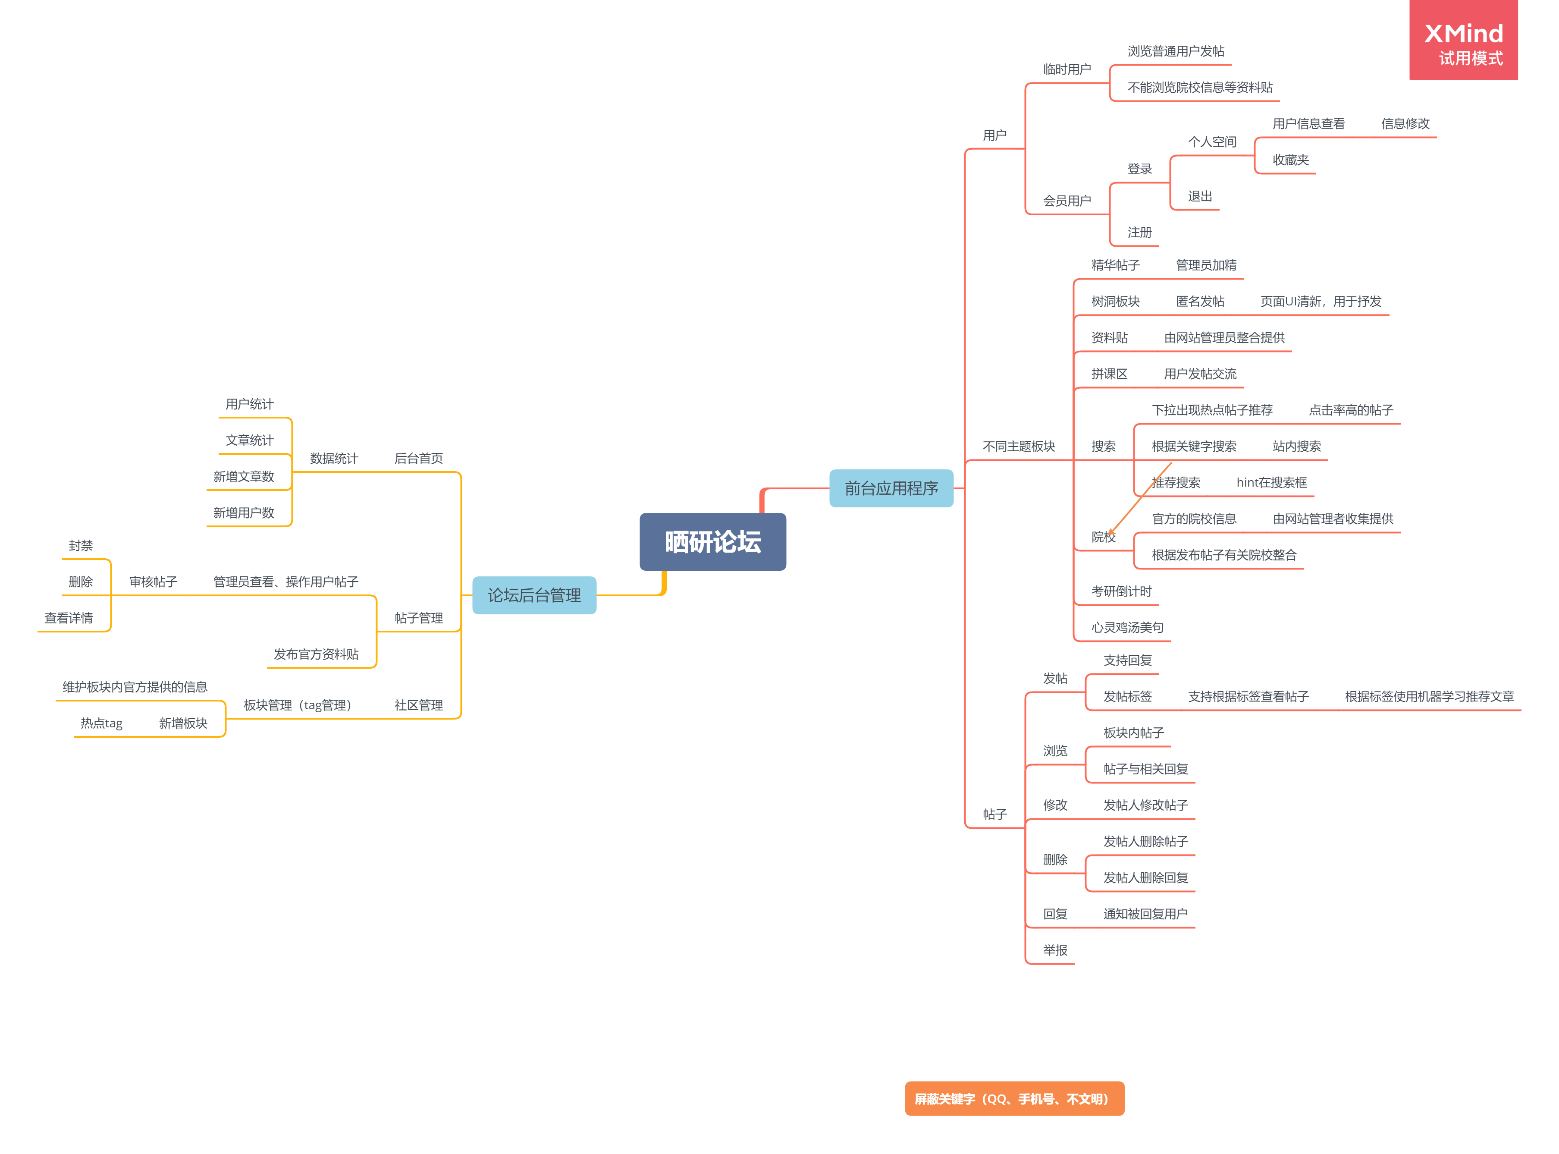 XMind
试用模式
晒研论坛
前台应用程序
用户
临时用户
浏览普通用户发帖
不能浏览院校信息等资料贴
会员用户
登录
个人空间
用户信息查看
信息修改
收藏夹
退出
注册
不同主题板块
精华帖子
管理员加精
树洞板块
匿名发帖
页面UI清新，用于抒发
资料贴
由网站管理员整合提供
拼课区
用户发帖交流
搜索
下拉出现热点帖子推荐
点击率高的帖子
根据关键字搜索
站内搜索
推荐搜索
hint在搜索框
院校
官方的院校信息
由网站管理者收集提供
根据发布帖子有关院校整合
考研倒计时
心灵鸡汤美句
帖子
发帖
支持回复
发帖标签
支持根据标签查看帖子
根据标签使用机器学习推荐文章
浏览
板块内帖子
帖子与相关回复
修改
发帖人修改帖子
删除
发帖人删除帖子
发帖人删除回复
回复
通知被回复用户
举报
论坛后台管理
后台首页
数据统计
用户统计
文章统计
新增文章数
新增用户数
帖子管理
管理员查看、操作用户帖子
审核帖子
封禁
删除
查看详情
发布官方资料贴
社区管理
板块管理（tag管理）
维护板块内官方提供的信息
新增板块
热点tag
屏蔽关键字（QQ、手机号、不文明）